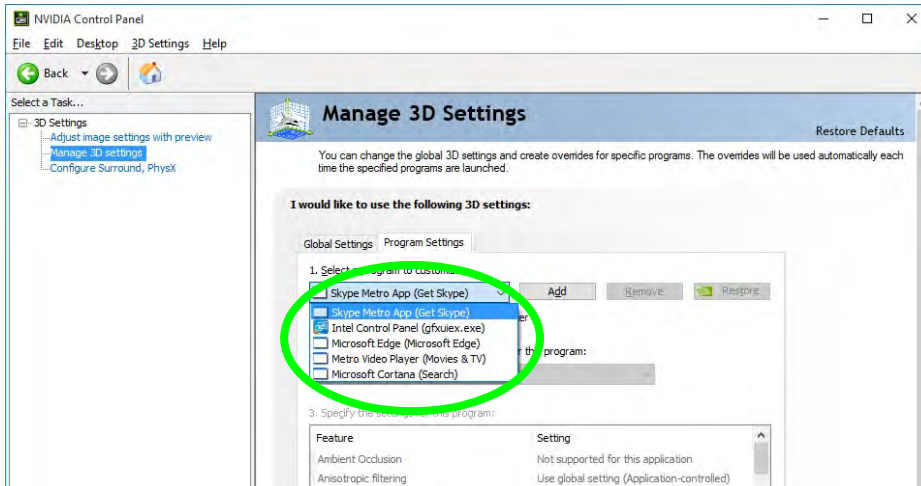 NVIDIA Control Panel
File Edit Desktop 3D Settings Help
Back
Select a Task...
3D Settings
Adjust image settings with preview
Manage 3D settings
Configure Surround, PhysX
Manage 3D Settings
Restore Defaults
You can change the global 3D settings and create overrides for specific programs. The overrides will be used automatically each
time the specified programs are launched.
I would like to use the following 3D settings:
Global Settings Program Settings
1. Select a program to customize
Skype Metro App (Get Skype) Add Remove Restore
Skype Metro App (Get Skype)
Intel Control Panel (gfxuiex.exe)
Microsoft Edge (Microsoft Edge)
Metro Video Player (Movies & TV)
Microsoft Cortana (Search)
program:
3. Specify the settings for this program:
Feature Setting
Ambient Occlusion Not supported for this application
Anisotropic filtering Use global setting (Application-controlled)